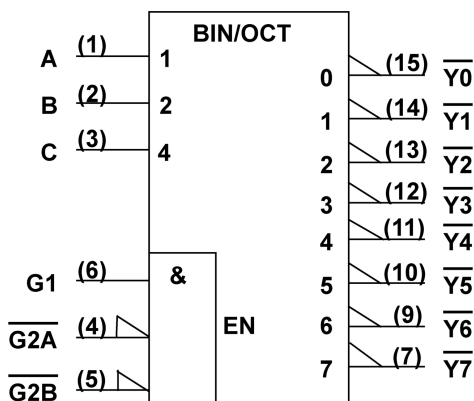 BIN/OCT
A (1) 1
B (2) 2
C (3) 4
G1 (6) &
G2A (4)
G2B (5)
EN
0 (15) Y0
1 (14) Y1
2 (13) Y2
3 (12) Y3
4 (11) Y4
5 (10) Y5
6 (9) Y6
7 (7) Y7